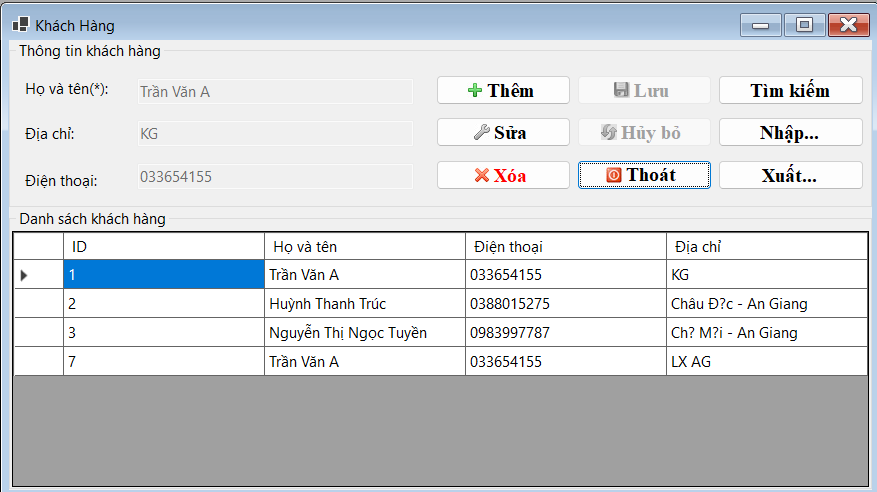 Khách Hàng
Thông tin khách hàng
Họ và tên(*): Trần Văn A Thêm Lưu Tìm kiếm
Địa chỉ: KG Sửa Hủy bỏ Nhập...
Điện thoại: 033654155 Xóa Thoát Xuất...
Danh sách khách hàng
ID Họ và tên Điện thoại Địa chỉ
1 Trần Văn A 033654155 KG
2 Huỳnh Thanh Trúc 0388015275 Châu Đ?c - An Giang
3 Nguyễn Thị Ngọc Tuyền 0983997787 Ch? M?i - An Giang
7 Trần Văn A 033654155 LX AG